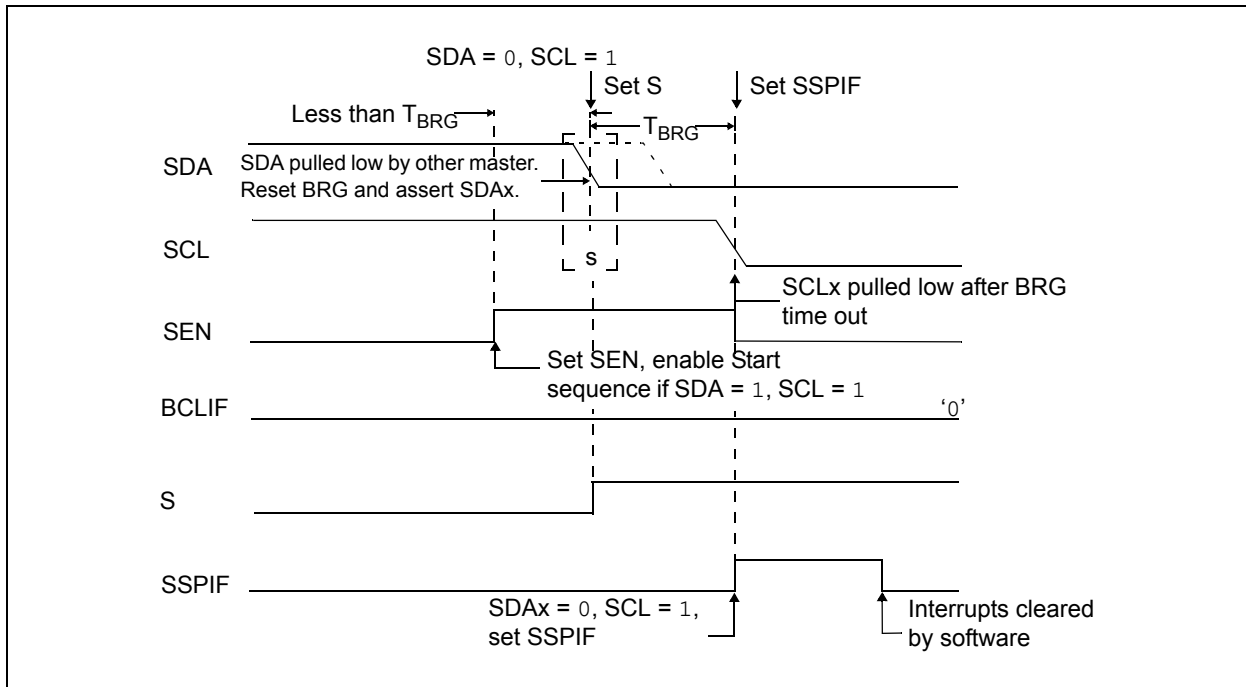 SDA = 0, SCL = 1
Set S
Set SSPIF
Less than TBRG
TBRG
SDA
SDA pulled low by other master.
Reset BRG and assert SDAx.
SCL
s
SCLx pulled low after BRG
time out
SEN
Set SEN, enable Start
sequence if SDA = 1, SCL = 1
BCLIF
‘0’
S
SSPIF
SDAx = 0, SCL = 1,
set SSPIF
Interrupts cleared
by software